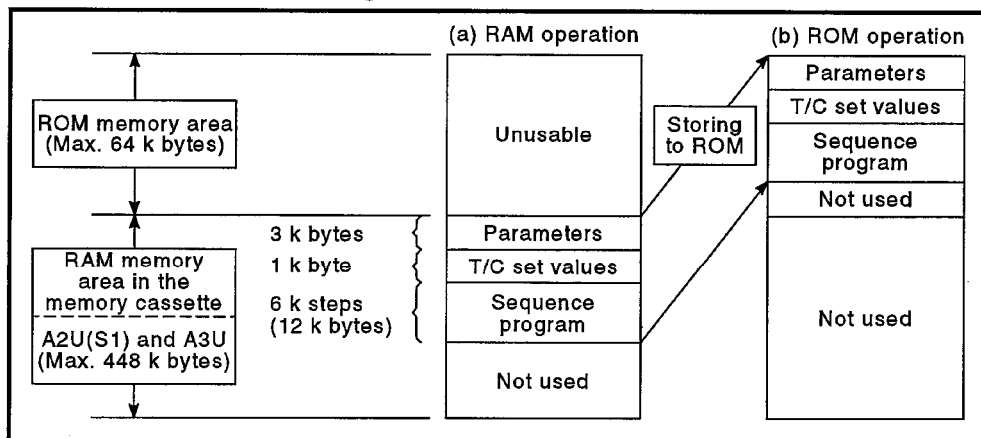 (a) RAM operation
(b) ROM operation
ROM memory area
(Max. 64 k bytes)
RAM memory
area in the
memory cassette
A2U(S1) and A3U
(Max. 448 k bytes)
3 k bytes
1 k byte
6 k steps
(12 k bytes)
Unusable
Parameters
T/C set values
Sequence
program
Not used
Storing
to ROM
Parameters
T/C set values
Sequence
program
Not used
Not used